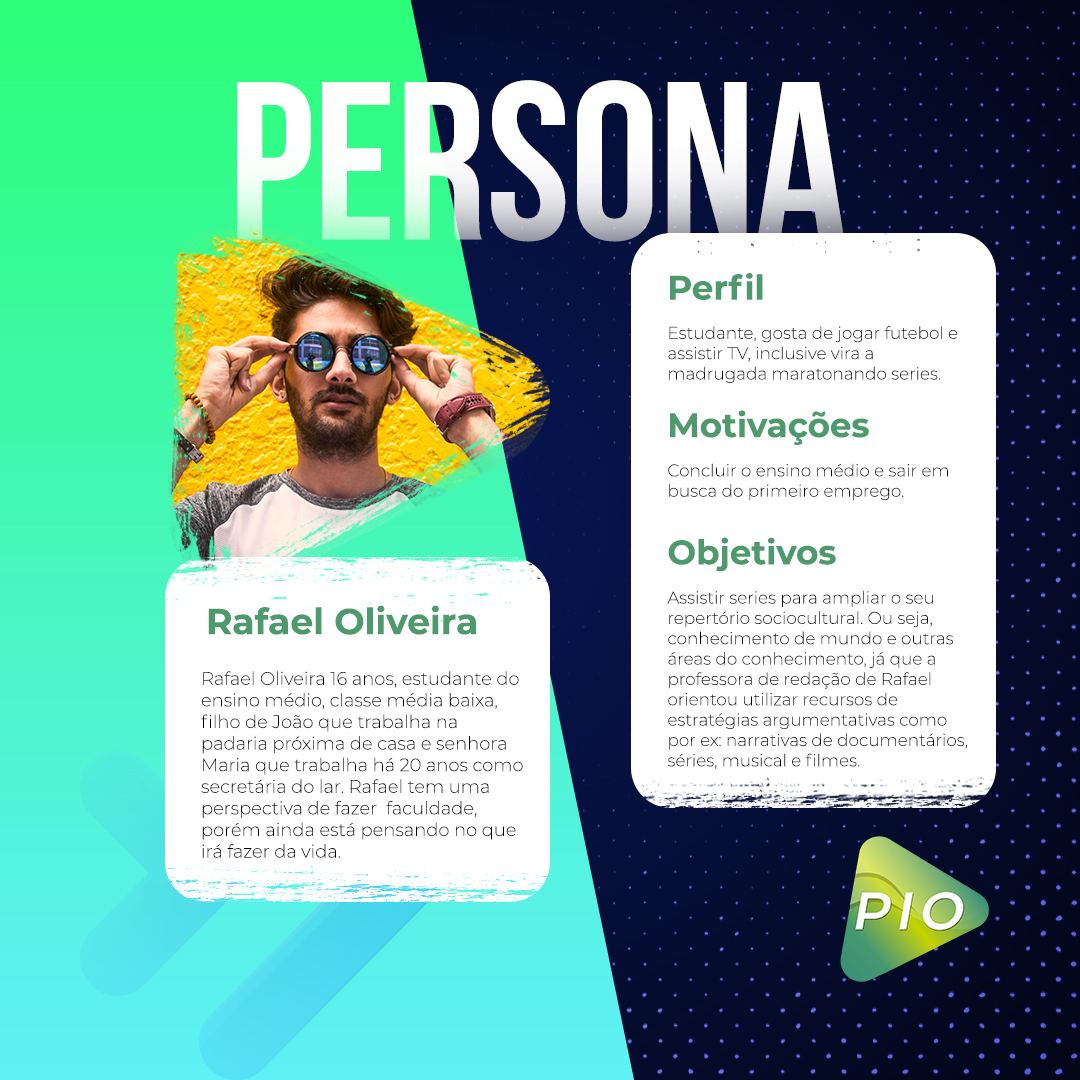 PERSONA
Rafael Oliveira
Rafael Oliveira 16 anos, estudante do
ensino médio, classe média baixa,
filho de João que trabalha na
padaria próxima de casa e senhora
Maria que trabalha há 20 anos como
secretária do lar. Rafael tem uma
perspectiva de fazer  faculdade,
porém ainda está pensando no que
irá fazer da vida.
Perfil
Estudante, gosta de jogar futebol e
assistir TV, inclusive vira a
madrugada maratonando series.
Motivações
Concluir o ensino médio e sair em
busca do primeiro emprego.
Objetivos
Assistir series para ampliar o seu
repertório sociocultural. Ou seja,
conhecimento de mundo e outras
áreas do conhecimento, já que a
professora de redação de Rafael
orientou utilizar recursos de
estratégias argumentativas como
por ex: narrativas de documentários,
séries, musical e filmes.
PIO